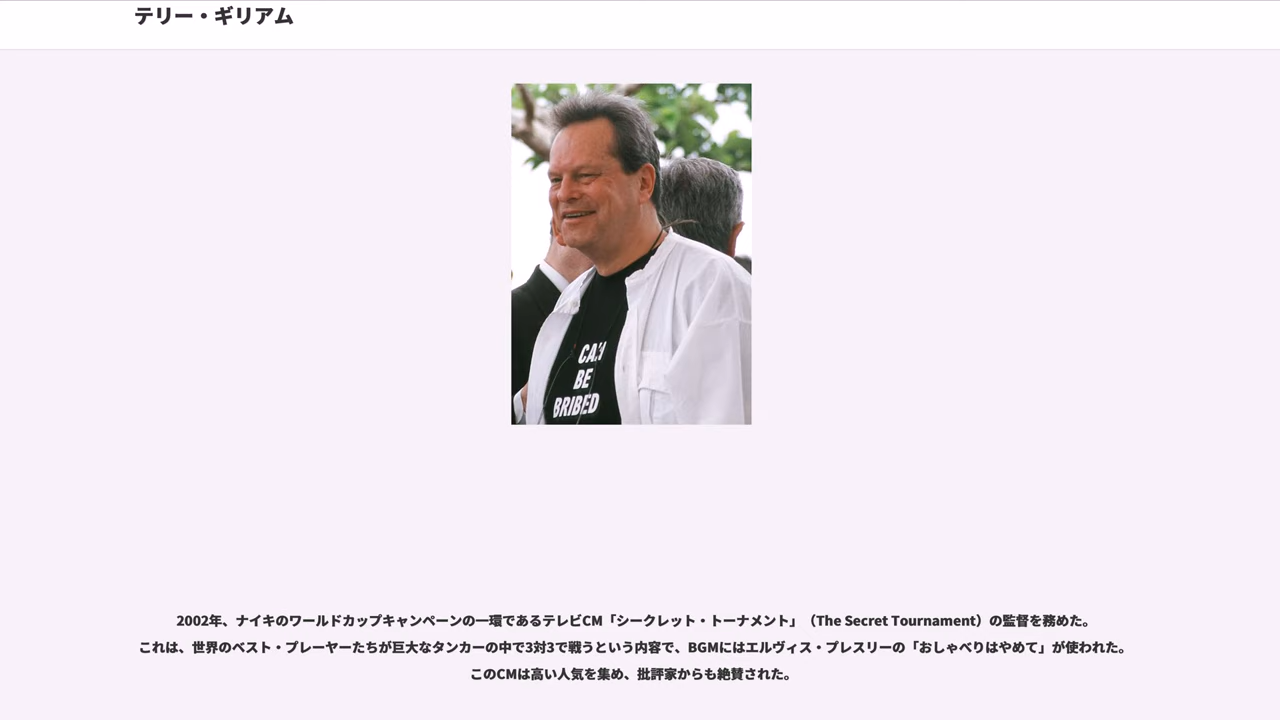 テリー・ギリアム
CAN
BE
BRIBED
2002年、ナイキのワールドカップキャンペーンの一環であるテレビCM「シークレット・トーナメント」（The Secret Tournament）の監督を務めた。
これは、世界のベスト・プレーヤーたちが巨大なタンカーの中で3対3で戦うという内容で、BGMにはエルヴィス・プレスリーの「おしゃべりはやめて」が使われた。
このCMは高い人気を集め、批評家からも絶賛された。